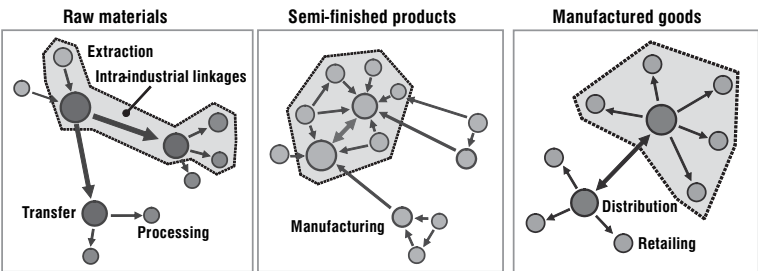 Raw materials
Semi-finished products
Manufactured goods
Extraction
Intra-industrial linkages
Transfer
Processing
Manufacturing
Distribution
Retailing